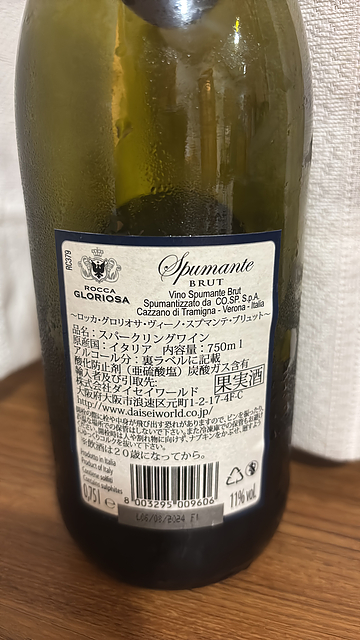 RC379
ROCCA
GLORIOSA
Spumante
BRUT
Vino Spumante Brut
Spumantizzato da CO.SP. S.p.A.
Cazzano di Tramigna - Verona - Italia
~ロッカ・グロリオサ・ヴィーノ・スプマンテ・ブリュット~
品名:スパークリングワイン
原産国:イタリア 内容量:750ml
アルコール分:裏ラベルに記載
酸化防止剤(亜硫酸塩)炭酸ガス含有
輸入者及び引取先:
果実酒
株式会社ダイセイワールド
大阪府大阪市浪速区元町1-2-17-4F-C
http://www.daiseiworld.co.jp/
※飲酒は20歳になってから。
Prodotto in Italia
Product of Italy
Contiene solfiti
Contains sulphites
0,75l e
8 003295 009606
11% vol.